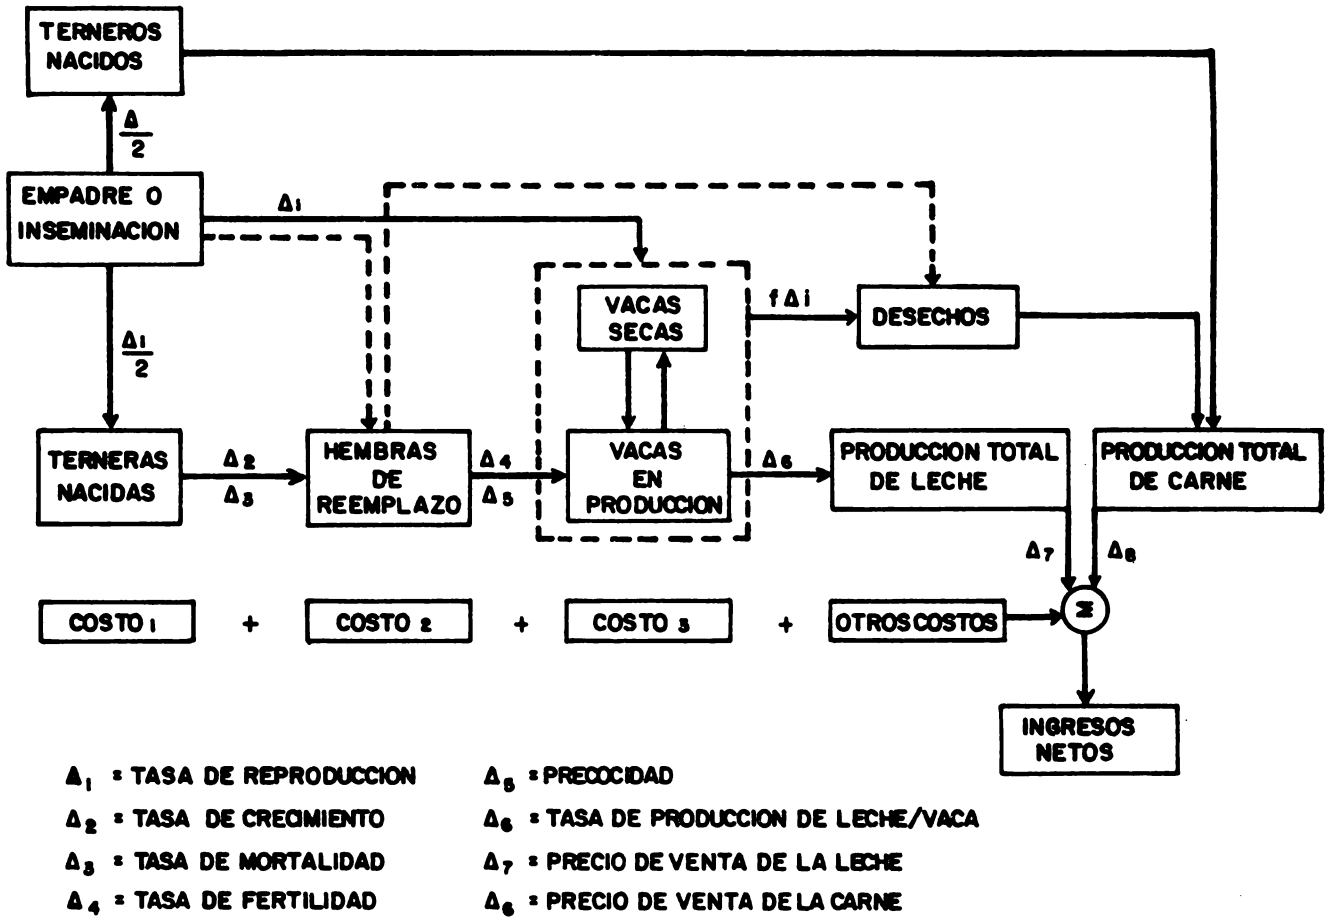 TERNEROS
NACIDOS
Δ
2
EMPADRE O
INSEMINACION
Δ1
Δ1
2
VACAS
SECAS
f Δ i
DESECHOS
TERNERAS
NACIDAS
Δ2
Δ3
HEMBRAS
DE
REEMPLAZO
Δ4
Δ5
VACAS
EN
PRODUCCION
Δ6
PRODUCCION TOTAL
DE LECHE
PRODUCCION TOTAL
DE CARNE
Δ7
Δ8
COSTO 1
+
COSTO 2
+
COSTO 3
+
OTROS COSTOS
Σ
INGRESOS
NETOS
Δ1 = TASA DE REPRODUCCION
Δ2 = TASA DE CRECIMIENTO
Δ3 = TASA DE MORTALIDAD
Δ4 = TASA DE FERTILIDAD
Δ5 = PRECOCIDAD
Δ6 = TASA DE PRODUCCION DE LECHE/VACA
Δ7 = PRECIO DE VENTA DE LA LECHE
Δ6 = PRECIO DE VENTA DE LA CARNE